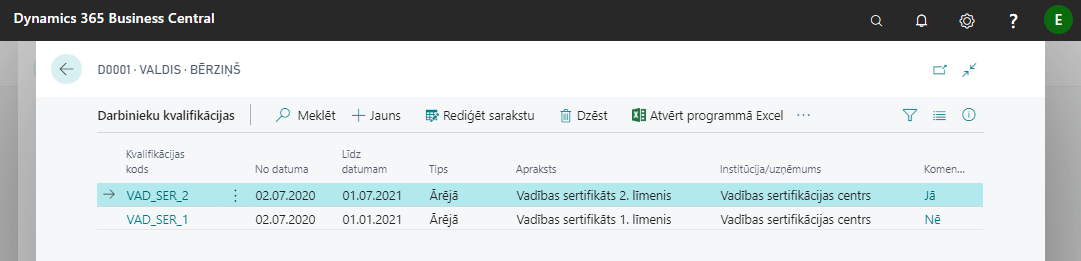 Dynamics 365 Business Central
?
E
D0001 · VALDIS · BĒRZIŅŠ
Darbinieku kvalifikācijas Meklēt Jauns Rediģēt sarakstu Dzēst Atvērt programmā Excel ...
Kvalifikācijas kods No datuma Līdz datumam Tips Apraksts Institūcija/uzņēmums Komen...
VAD_SER_2 02.07.2020 01.07.2021 Ārējā Vadības sertifikāts 2. līmenis Vadības sertifikācijas centrs Jā
VAD_SER_1 02.07.2020 01.01.2021 Ārējā Vadības sertifikāts 1. līmenis Vadības sertifikācijas centrs Nē